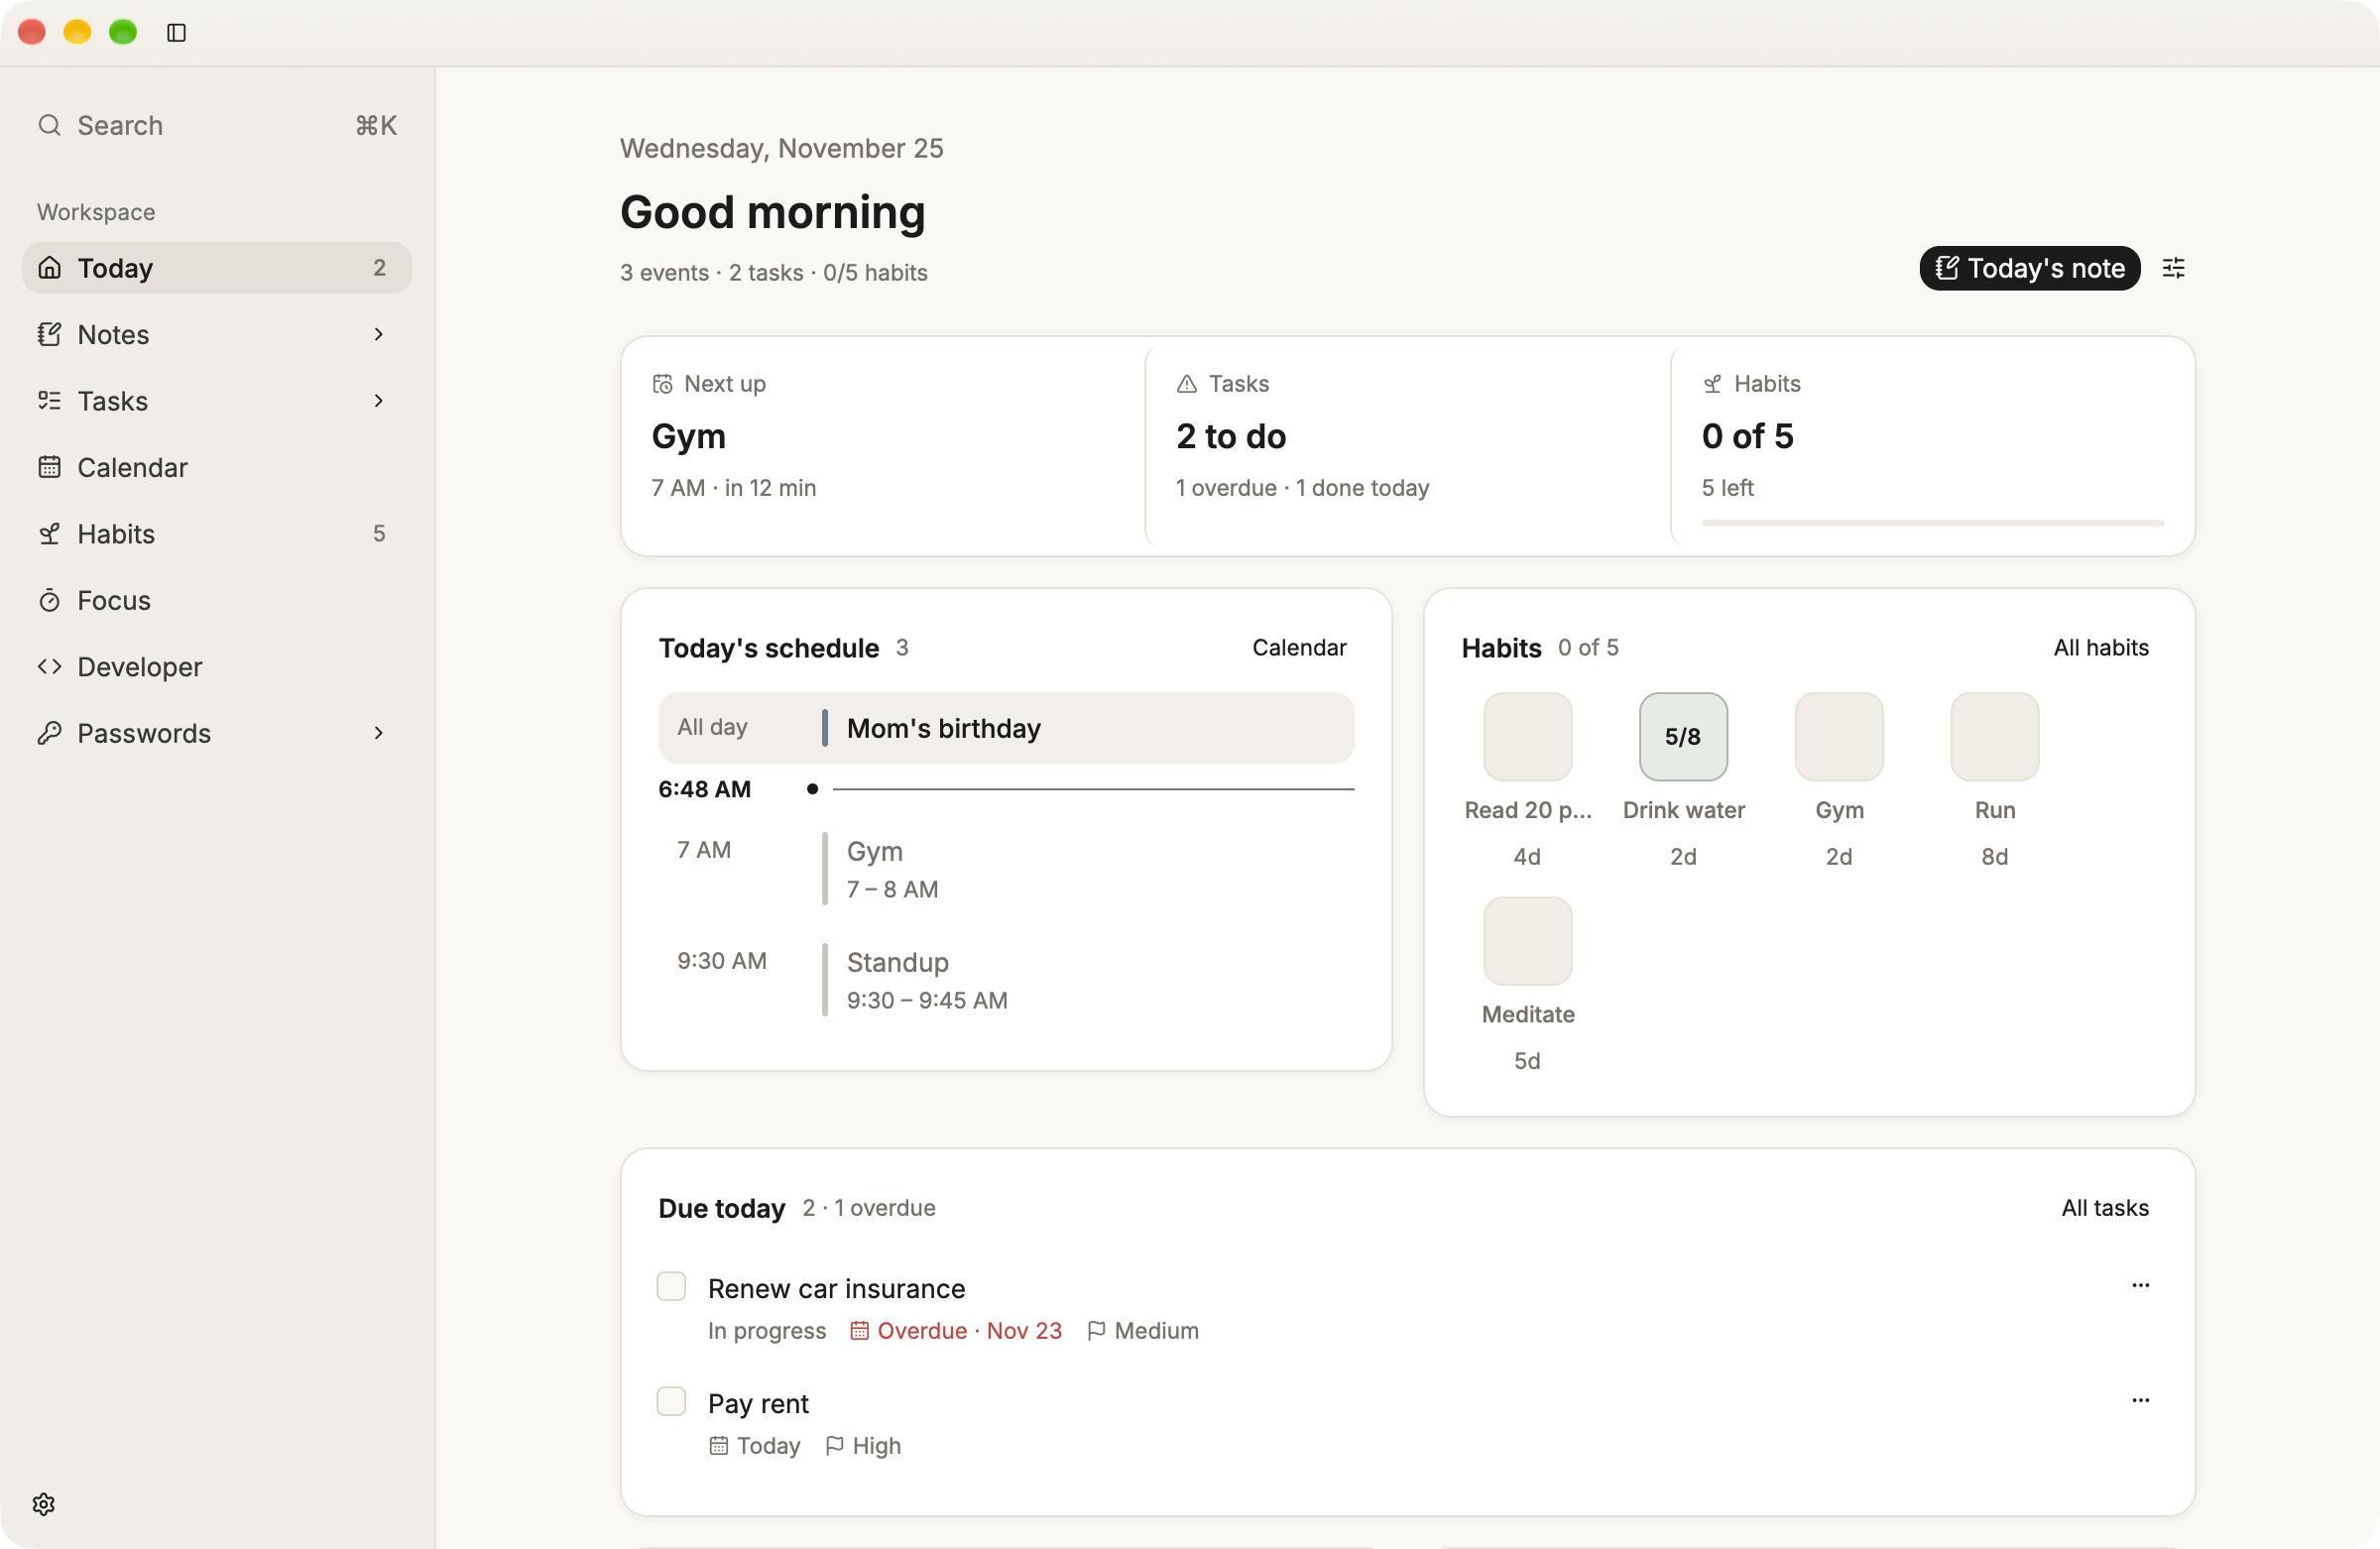 Search ⌘K
Workspace
Today 2
Notes
Tasks
Calendar
Habits 5
Focus
Developer
Passwords
Wednesday, November 25
Good morning
3 events · 2 tasks · 0/5 habits
Today's note
Next up
Gym
7 AM · in 12 min
Tasks
2 to do
1 overdue · 1 done today
Habits
0 of 5
5 left
Today's schedule 3 Calendar
All day Mom's birthday
6:48 AM
7 AM Gym
7 – 8 AM
9:30 AM Standup
9:30 – 9:45 AM
Habits 0 of 5 All habits
5/8
Read 20 p... Drink water Gym Run
4d 2d 2d 8d
Meditate
5d
Due today 2 · 1 overdue All tasks
Renew car insurance
In progress Overdue · Nov 23 Medium
Pay rent
Today High